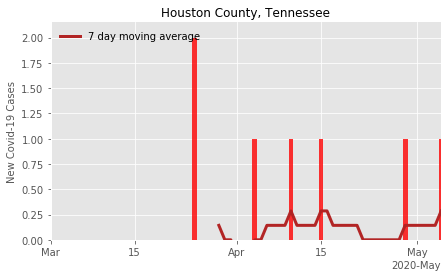 Houston County, Tennessee
7 day moving average
New Covid-19 Cases
2.00
1.75
1.50
1.25
1.00
0.75
0.50
0.25
0.00
Mar
15
Apr
15
May
2020-May